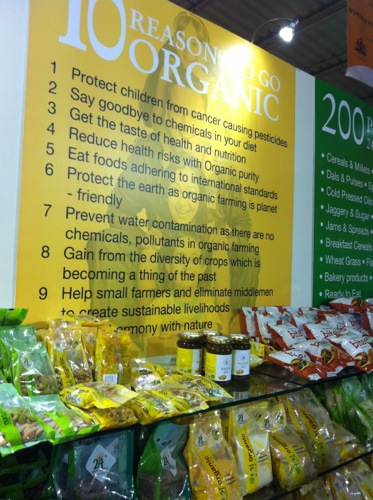 10 REASONS TO GO
ORGANIC
1 Protect children from cancer causing pesticides
2 Say goodbye to chemicals in your diet
3 Get the taste of health and nutrition
4 Reduce health risks with Organic purity
5 Eat foods adhering to international standards
6 Protect the earth as organic farming is planet
- friendly
7 Prevent water contamination as there are no
chemicals, pollutants in organic farming
8 Gain from the diversity of crops which is
becoming a thing of the past
9 Help small farmers and eliminate middlemen
to create sustainable livelihoods
harmony with nature
200
• Cereals & Millets
• Dals & Pulses
• Cold Pressed
• Jaggery & Sugar
• Jams & Spreads
• Breakfast Cereals
• Wheat Grass
• Bakery products
• Ready to Eat